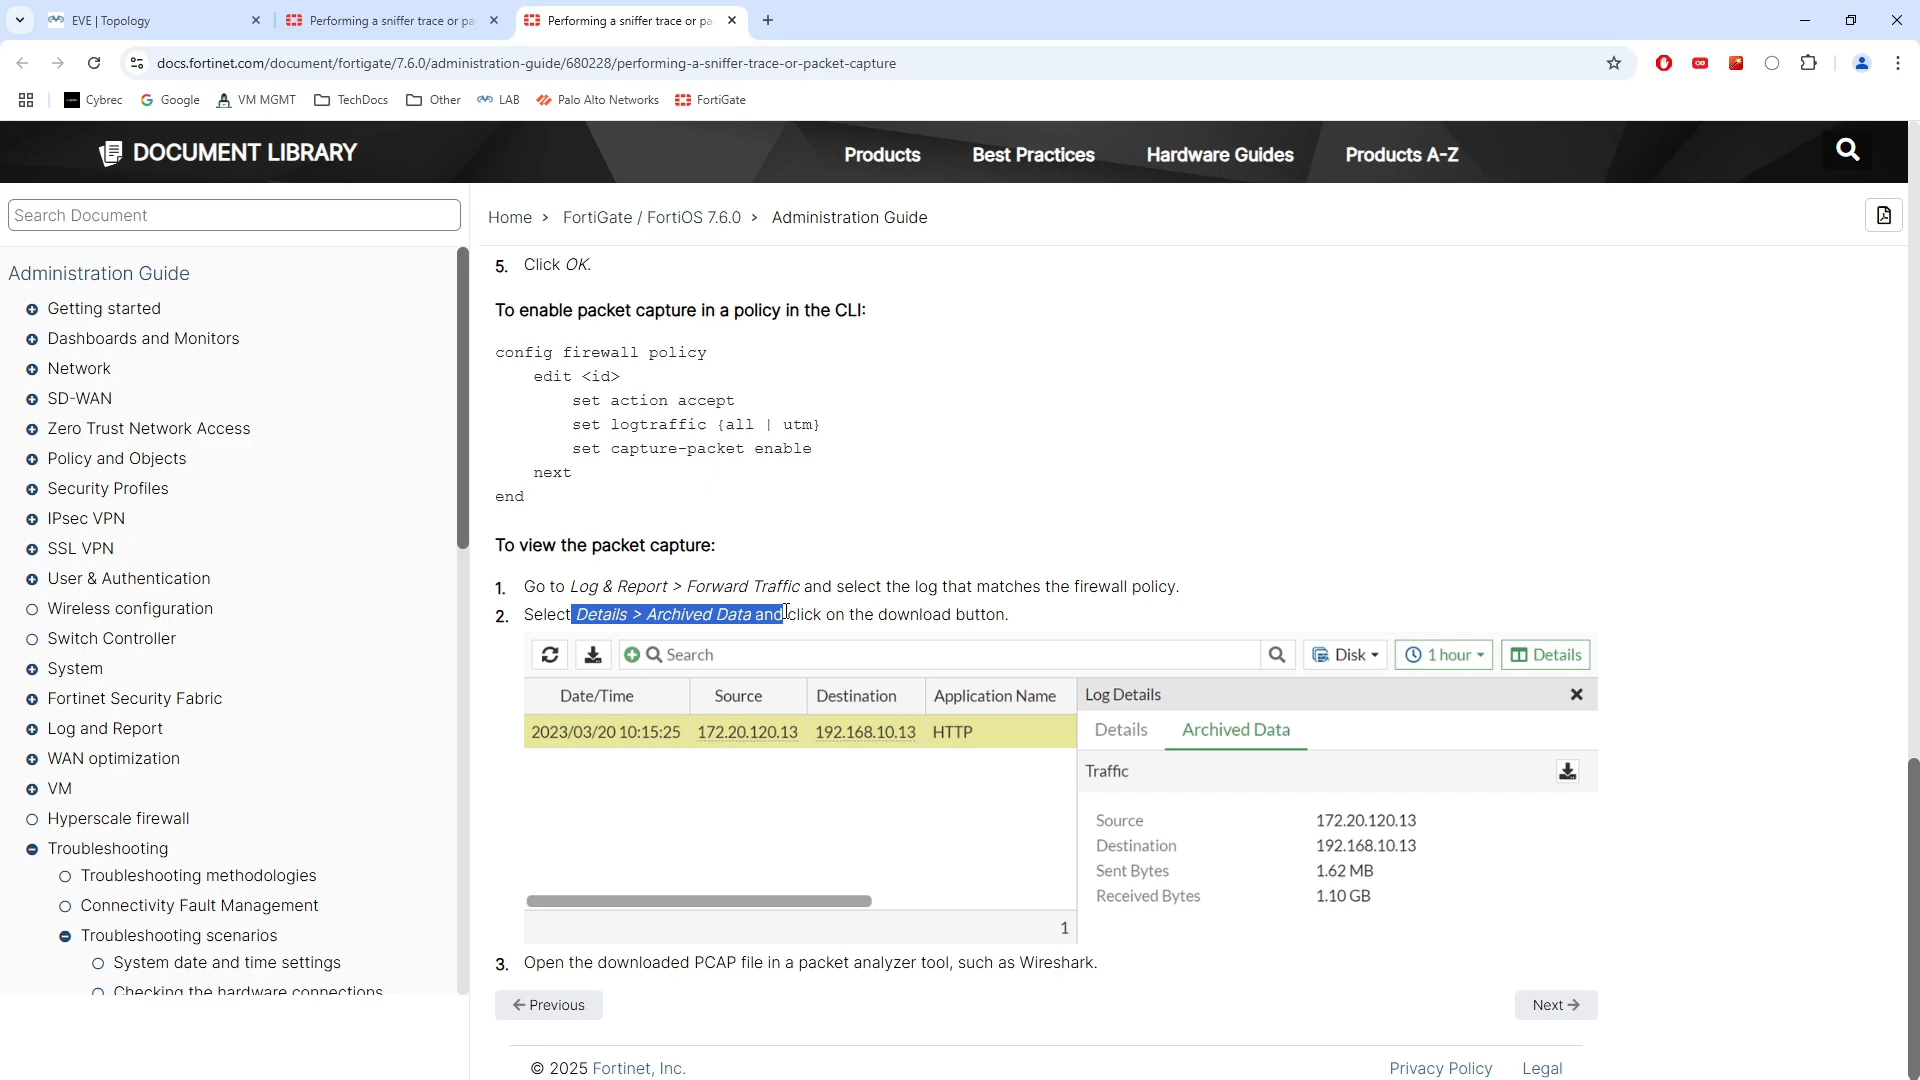 EVE | Topology
Performing a sniffer trace or pa
Performing a sniffer trace or pa
docs.fortinet.com/document/fortigate/7.6.0/administration-guide/680228/performing-a-sniffer-trace-or-packet-capture
Cybrec Google VM MGMT TechDocs Other LAB Palo Alto Networks FortiGate
DOCUMENT LIBRARY
Products Best Practices Hardware Guides Products A-Z
Search Document
Home > FortiGate / FortiOS 7.6.0 > Administration Guide
Administration Guide
Getting started
Dashboards and Monitors
Network
SD-WAN
Zero Trust Network Access
Policy and Objects
Security Profiles
IPsec VPN
SSL VPN
User & Authentication
Wireless configuration
Switch Controller
System
Fortinet Security Fabric
Log and Report
WAN optimization
VM
Hyperscale firewall
Troubleshooting
Troubleshooting methodologies
Connectivity Fault Management
Troubleshooting scenarios
System date and time settings
Checking the hardware connections
5. Click OK.
To enable packet capture in a policy in the CLI:
config firewall policy
edit <id>
set action accept
set logtraffic {all | utm}
set capture-packet enable
next
end
To view the packet capture:
1. Go to Log & Report > Forward Traffic and select the log that matches the firewall policy.
2. Select Details > Archived Data and click on the download button.
Search Disk 1 hour Details
Date/Time Source Destination Application Name Log Details
2023/03/20 10:15:25 172.20.120.13 192.168.10.13 HTTP
Details Archived Data
Traffic
Source 172.20.120.13
Destination 192.168.10.13
Sent Bytes 1.62 MB
Received Bytes 1.10 GB
1
3. Open the downloaded PCAP file in a packet analyzer tool, such as Wireshark.
Previous Next
© 2025 Fortinet, Inc. Privacy Policy Legal